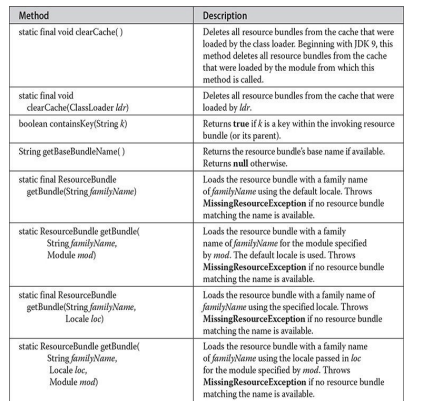 Method Description
static final void clearCache( ) Deletes all resource bundles from the cache that were
loaded by the class loader. Beginning with JDK 9, this
method deletes all resource bundles from the cache
that were loaded by the module from which this
method is called.
static final void Deletes all resource bundles from the cache that were
clearCache(ClassLoader ldr) loaded by ldr.
boolean containsKey(String k) Returns true if k is a key within the invoking resource
bundle (or its parent).
String getBaseBundleName( ) Returns the resource bundle's base name if available.
Returns null otherwise.
static final ResourceBundle Loads the resource bundle with a family name
getBundle(String familyName) of familyName using the default locale. Throws
MissingResourceException if no resource bundle
matching the name is available.
static ResourceBundle getBundle( Loads the resource bundle with a family
String familyName, name of familyName for the module specified
Module mod) by mod. The default locale is used. Throws
MissingResourceException if no resource bundle
matching the name is available.
static final ResourceBundle Loads the resource bundle with a family name of
getBundle(String familyName, familyName using the specified locale. Throws
Locale loc) MissingResourceException if no resource bundle
matching the name is available.
static ResourceBundle getBundle( Loads the resource bundle with a family name
String familyName, of familyName using the locale passed in loc
Locale loc, for the module specified by mod. Throws
Module mod) MissingResourceException if no resource bundle
matching the name is available.